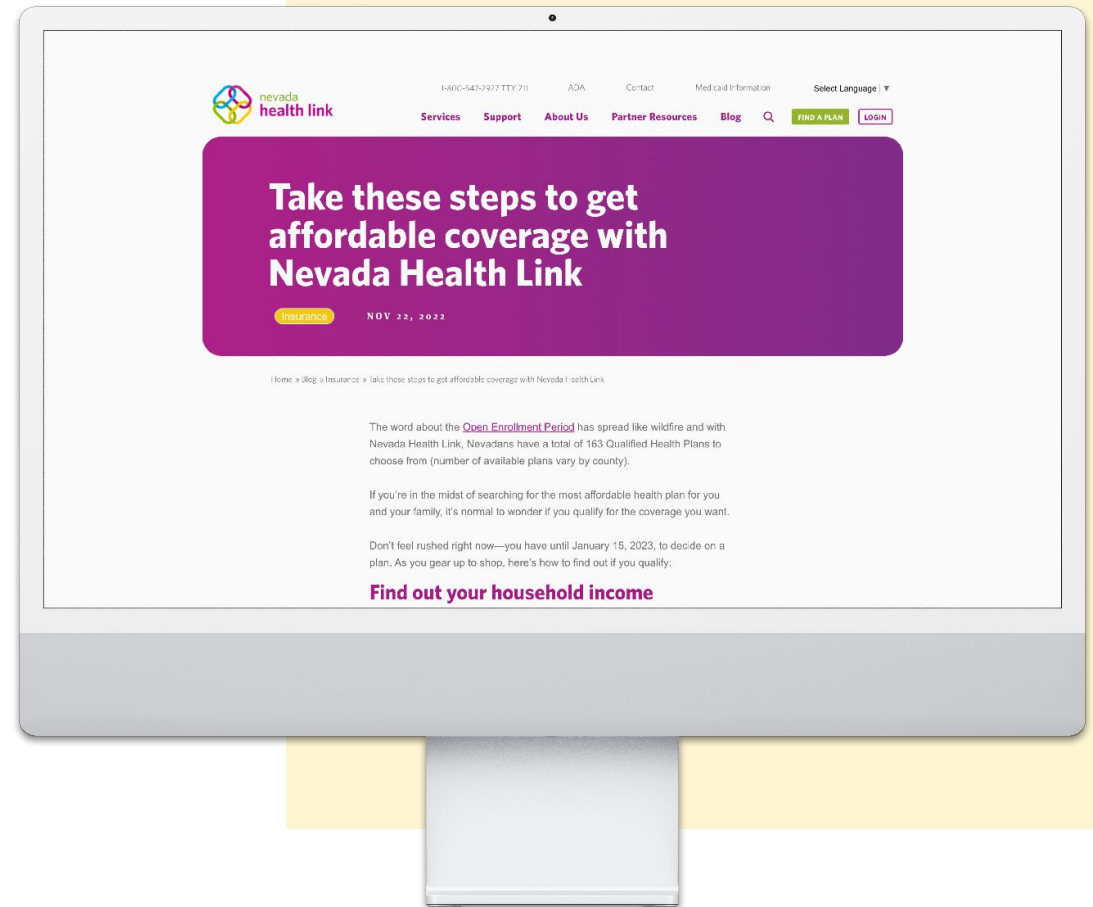 nevada
health link
1-800-547-2927 TTY 711 ADA Contact Medicaid Information Select Language ▼
Services Support About Us Partner Resources Blog FIND A PLAN LOGIN
Take these steps to get
affordable coverage with
Nevada Health Link
Insurance NOV 22, 2022
Home » Blog » Insurance » Take these steps to get affordable coverage with Nevada Health Link
The word about the Open Enrollment Period has spread like wildfire and with
Nevada Health Link, Nevadans have a total of 163 Qualified Health Plans to
choose from (number of available plans vary by county).
If you're in the midst of searching for the most affordable health plan for you
and your family, it's normal to wonder if you qualify for the coverage you want.
Don't feel rushed right now—you have until January 15, 2023, to decide on a
plan. As you gear up to shop, here's how to find out if you qualify:
Find out your household income